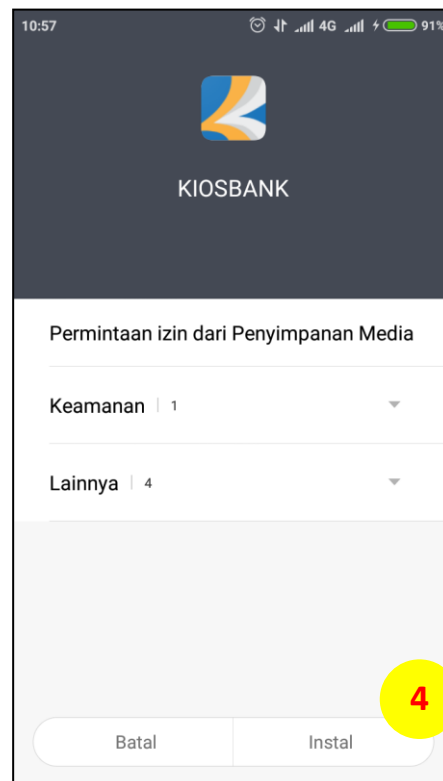 10:57 4G 91%
KIOSBANK
Permintaan izin dari Penyimpanan Media
Keamanan 1
Lainnya 4
4
Batal Instal